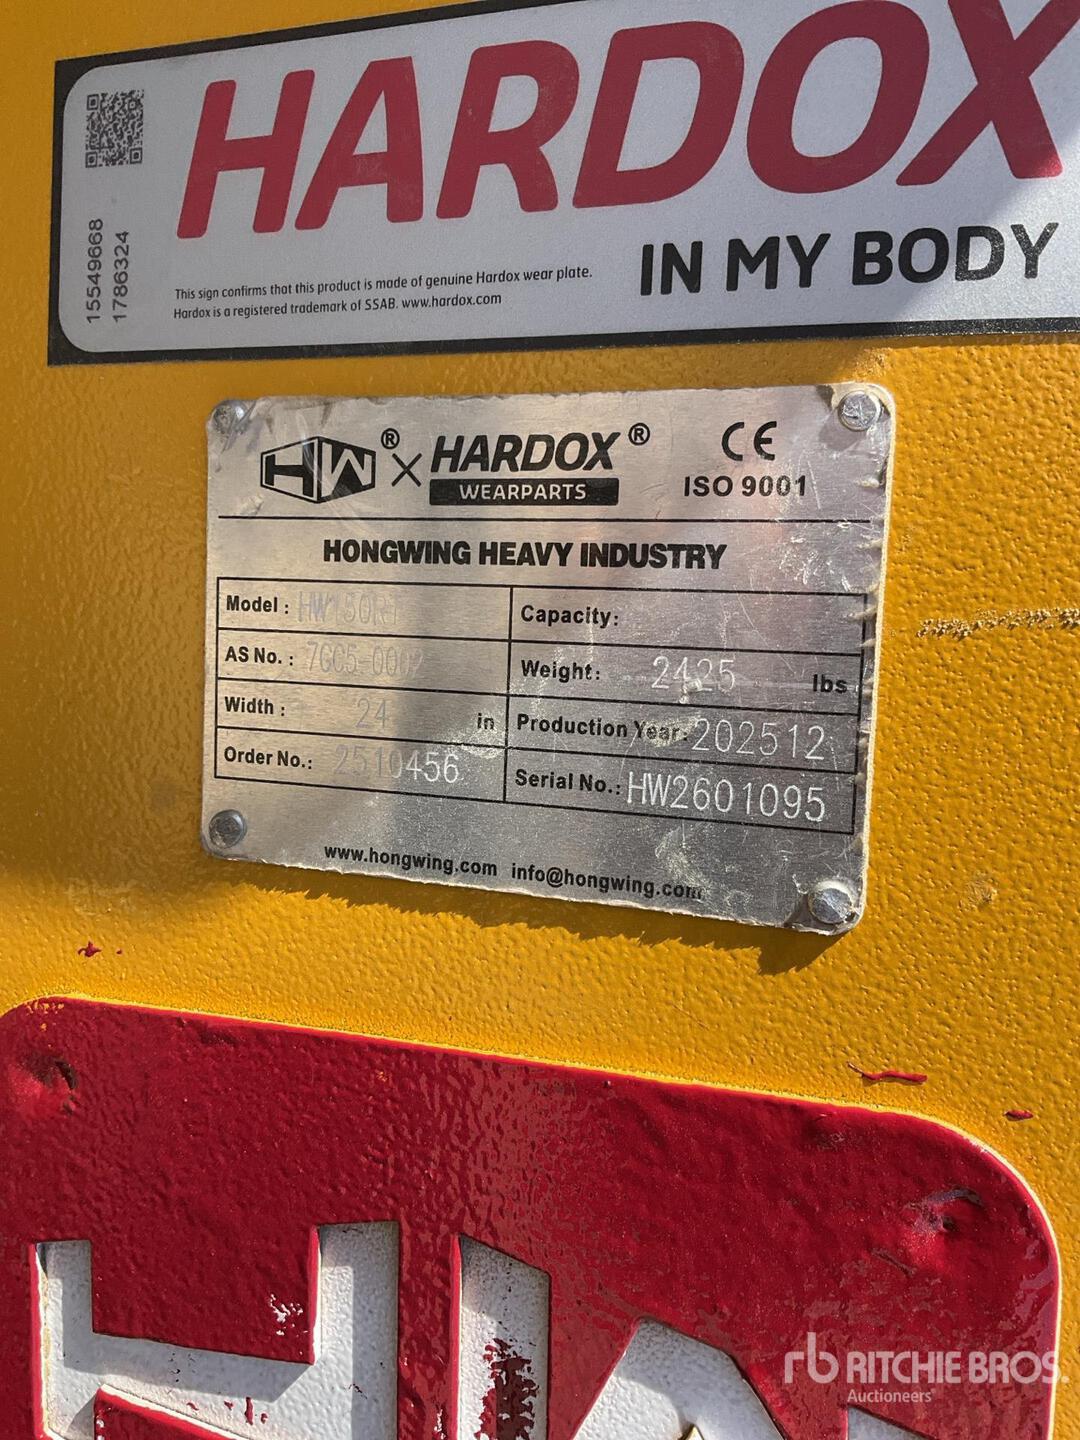 HARDOX
IN MY BODY
15549668
1786324
This sign confirms that this product is made of genuine Hardox wear plate.
Hardox is a registered trademark of SSAB. www.hardox.com
HW® × HARDOX®
WEARPARTS
CE
ISO 9001
HONGWING HEAVY INDUSTRY
Model :
Capacity:
AS No. : 7GC5-0002
Weight: 2425 lbs
Width : 24 in
Production Year: 202512
Order No.: 2510456
Serial No.: HW2601095
www.hongwing.com info@hongwing.com
rb RITCHIE BROS.
Auctioneers